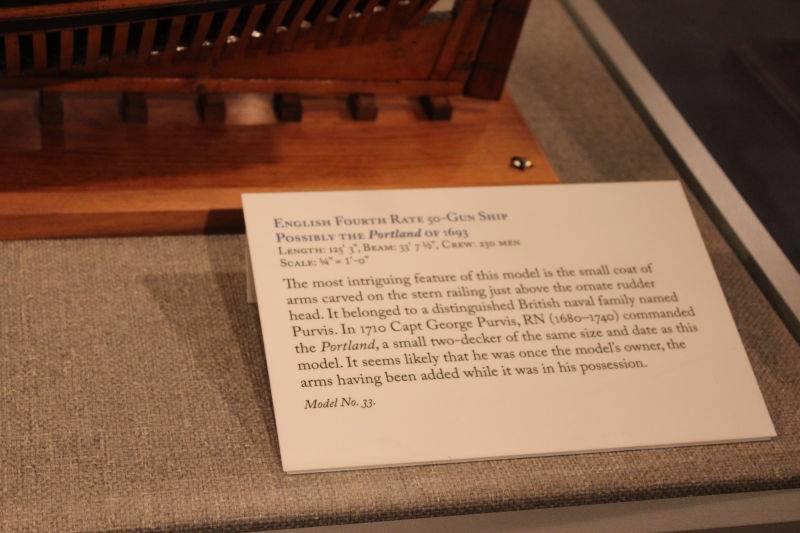 English Fourth Rate 50-Gun Ship
Possibly the Portland of 1693
Length: 125' 3", Beam: 33' 7 ½", Crew: 230 men
Scale: ¼" = 1'-0"
The most intriguing feature of this model is the small coat of
arms carved on the stern railing just above the ornate rudder
head. It belonged to a distinguished British naval family named
Purvis. In 1710 Capt George Purvis, RN (1680–1740) commanded
the Portland, a small two-decker of the same size and date as this
model. It seems likely that he was once the model's owner, the
arms having been added while it was in his possession.
Model No. 33.